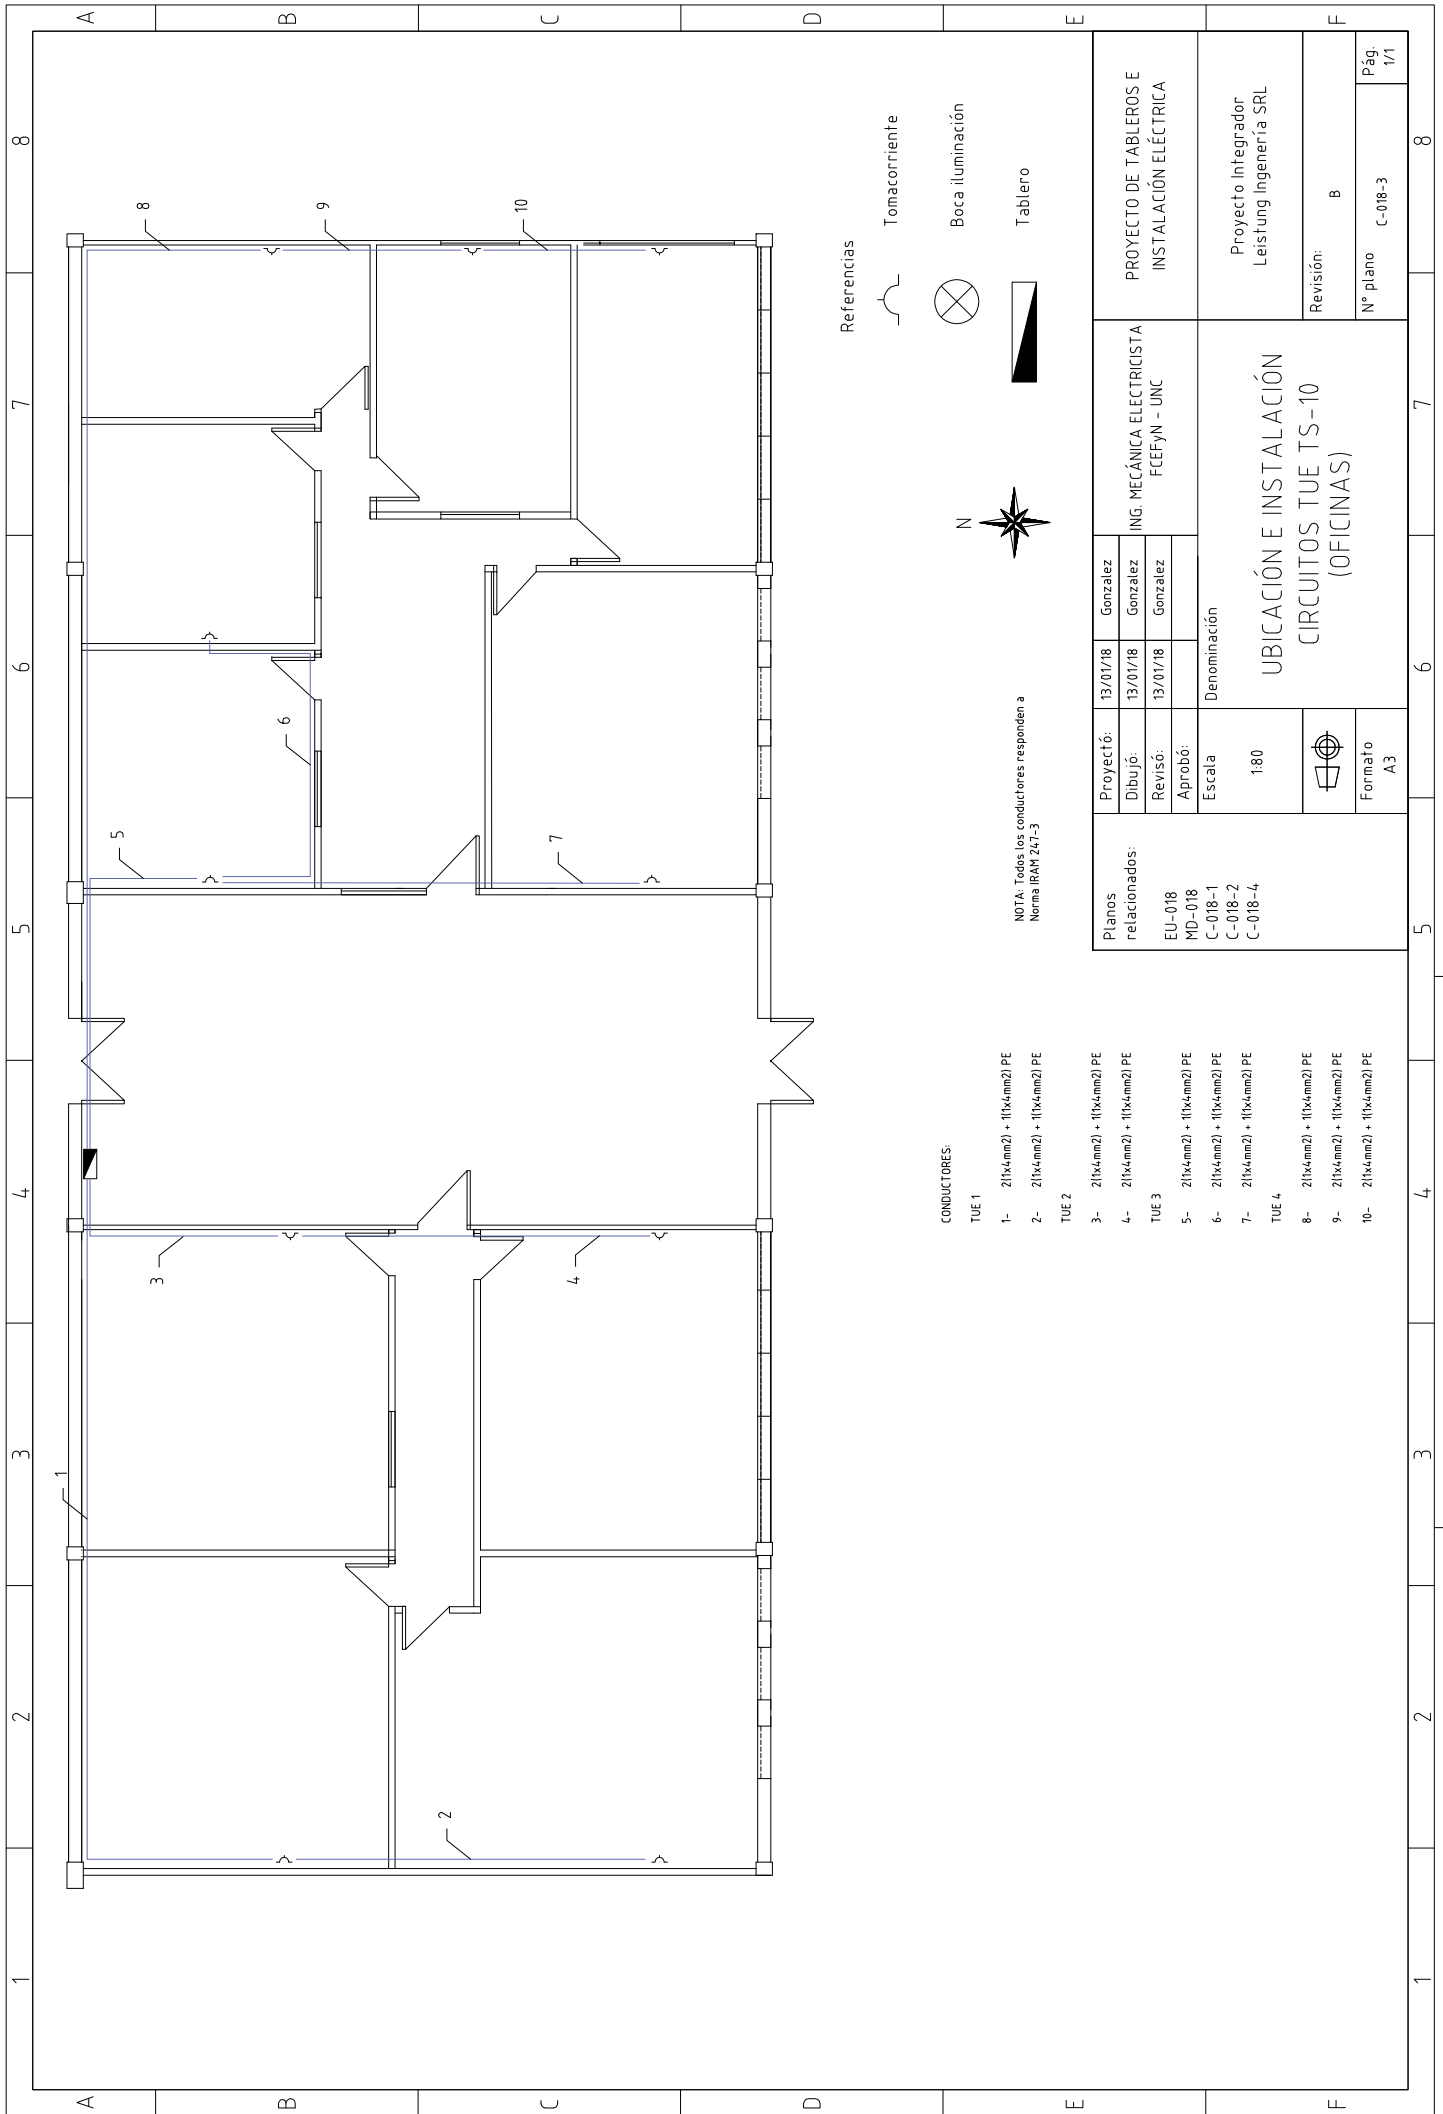 1 2 3 4 5 6 7 8
A
B
C
D
E
F
1
2
3
4
5
6
7
8
9
10
Referencias
Tomacorriente
Boca iluminación
Tablero
N
NOTA: Todos los conductores responden a
Norma IRAM 247-3
CONDUCTORES:
TUE 1
1- 2(1x4mm2) + 1(1x4mm2) PE
2- 2(1x4mm2) + 1(1x4mm2) PE
TUE 2
3- 2(1x4mm2) + 1(1x4mm2) PE
4- 2(1x4mm2) + 1(1x4mm2) PE
TUE 3
5- 2(1x4mm2) + 1(1x4mm2) PE
6- 2(1x4mm2) + 1(1x4mm2) PE
7- 2(1x4mm2) + 1(1x4mm2) PE
TUE 4
8- 2(1x4mm2) + 1(1x4mm2) PE
9- 2(1x4mm2) + 1(1x4mm2) PE
10- 2(1x4mm2) + 1(1x4mm2) PE
Planos
relacionados:
EU-018
MD-018
C-018-1
C-018-2
C-018-4
Proyectó: 13/01/18 Gonzalez
Dibujó: 13/01/18 Gonzalez
Revisó: 13/01/18 Gonzalez
Aprobó:
ING. MECÁNICA ELECTRICISTA
FCEFyN - UNC
PROYECTO DE TABLEROS E
INSTALACIÓN ELÉCTRICA
Escala
1:80
Denominación
UBICACIÓN E INSTALACIÓN
CIRCUITOS TUE TS-10
(OFICINAS)
Proyecto Integrador
Leistung Ingeniería SRL
Revisión:
B
Formato
A3
N° plano
C-018-3
Pág.
1/1
A
B
C
D
E
F
1 2 3 4 5 6 7 8